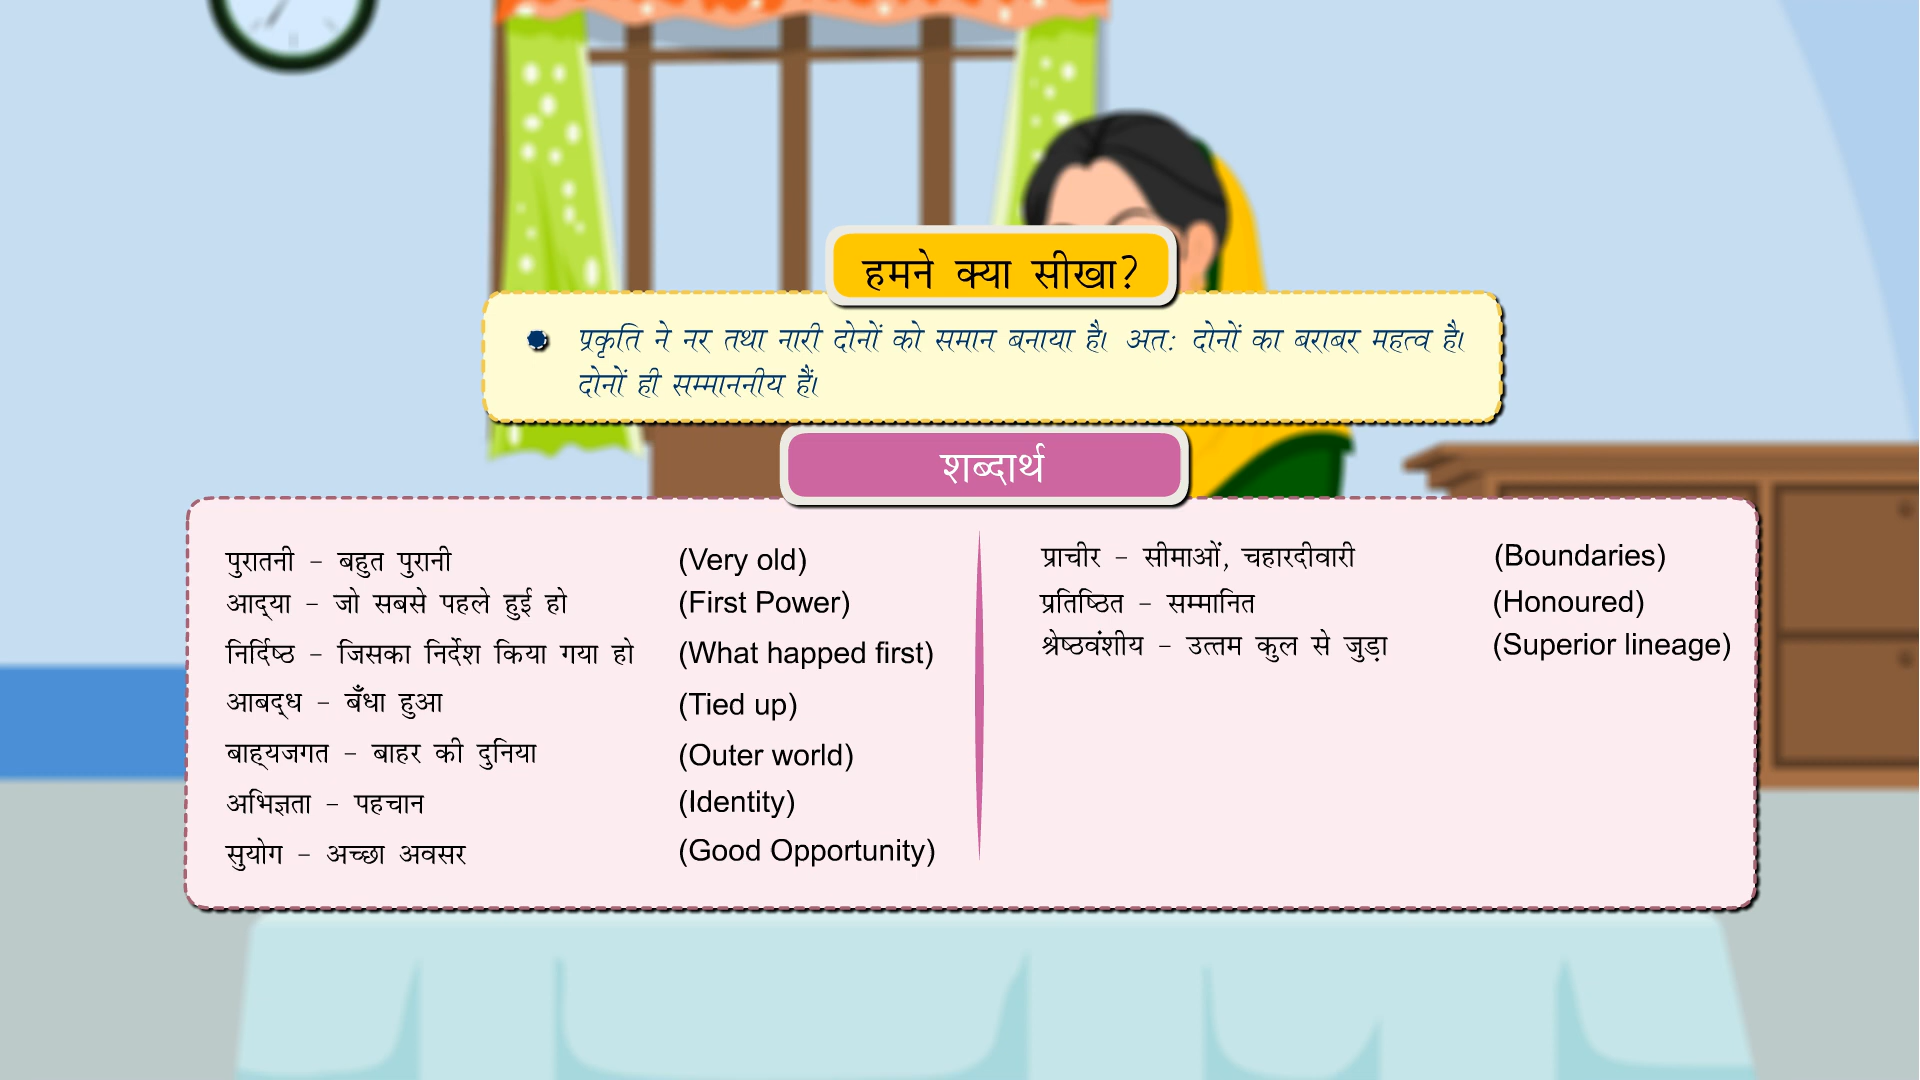 हमने क्या सीखा?
प्रकृति ने नर तथा नारी दोनों को समान बनाया है। अतः दोनों का बराबर महत्व है।
दोनों ही सम्माननीय हैं।
शब्दार्थ
पुरातनी – बहुत पुरानी (Very old)
आद्‌या – जो सबसे पहले हुई हो (First Power)
निर्दिष्ठ – जिसका निर्देश किया गया हो (What happed first)
आबद्‌ध – बँधा हुआ (Tied up)
बाह्‌यजगत – बाहर की दुनिया (Outer world)
अभिज्ञता – पहचान (Identity)
सुयोग – अच्छा अवसर (Good Opportunity)
प्राचीर – सीमाओं, चहारदीवारी (Boundaries)
प्रतिष्ठित – सम्मानित (Honoured)
श्रेष्ठवंशीय – उत्तम कुल से जुड़ा (Superior lineage)